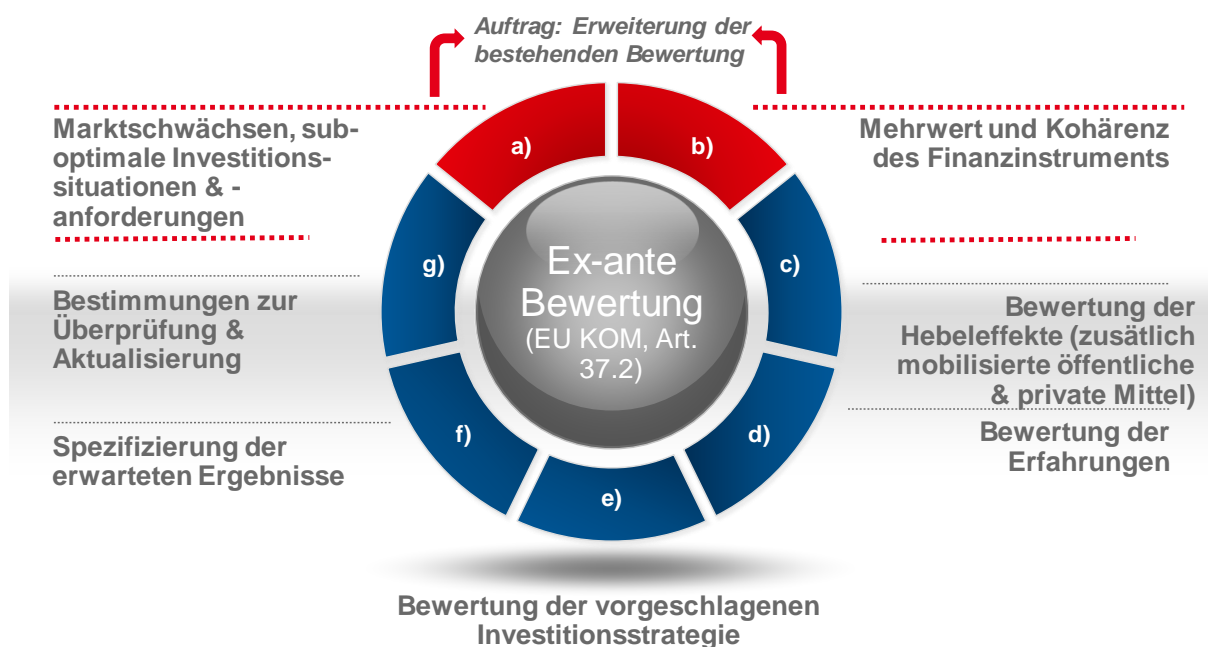 Auftrag: Erweiterung der
bestehenden Bewertung
a)
b)
Marktschwächsen, sub-
optimale Investitions-
situationen & -
anforderungen
Mehrwert und Kohärenz
des Finanzinstruments
g)
c)
Ex-ante
Bewertung
(EU KOM, Art.
37.2)
Bestimmungen zur
Überprüfung &
Aktualisierung
Bewertung der
Hebeleffekte (zusätlich
mobilisierte öffentliche
& private Mittel)
f)
d)
Spezifizierung der
erwarteten Ergebnisse
Bewertung der
Erfahrungen
e)
Bewertung der vorgeschlagenen
Investitionsstrategie